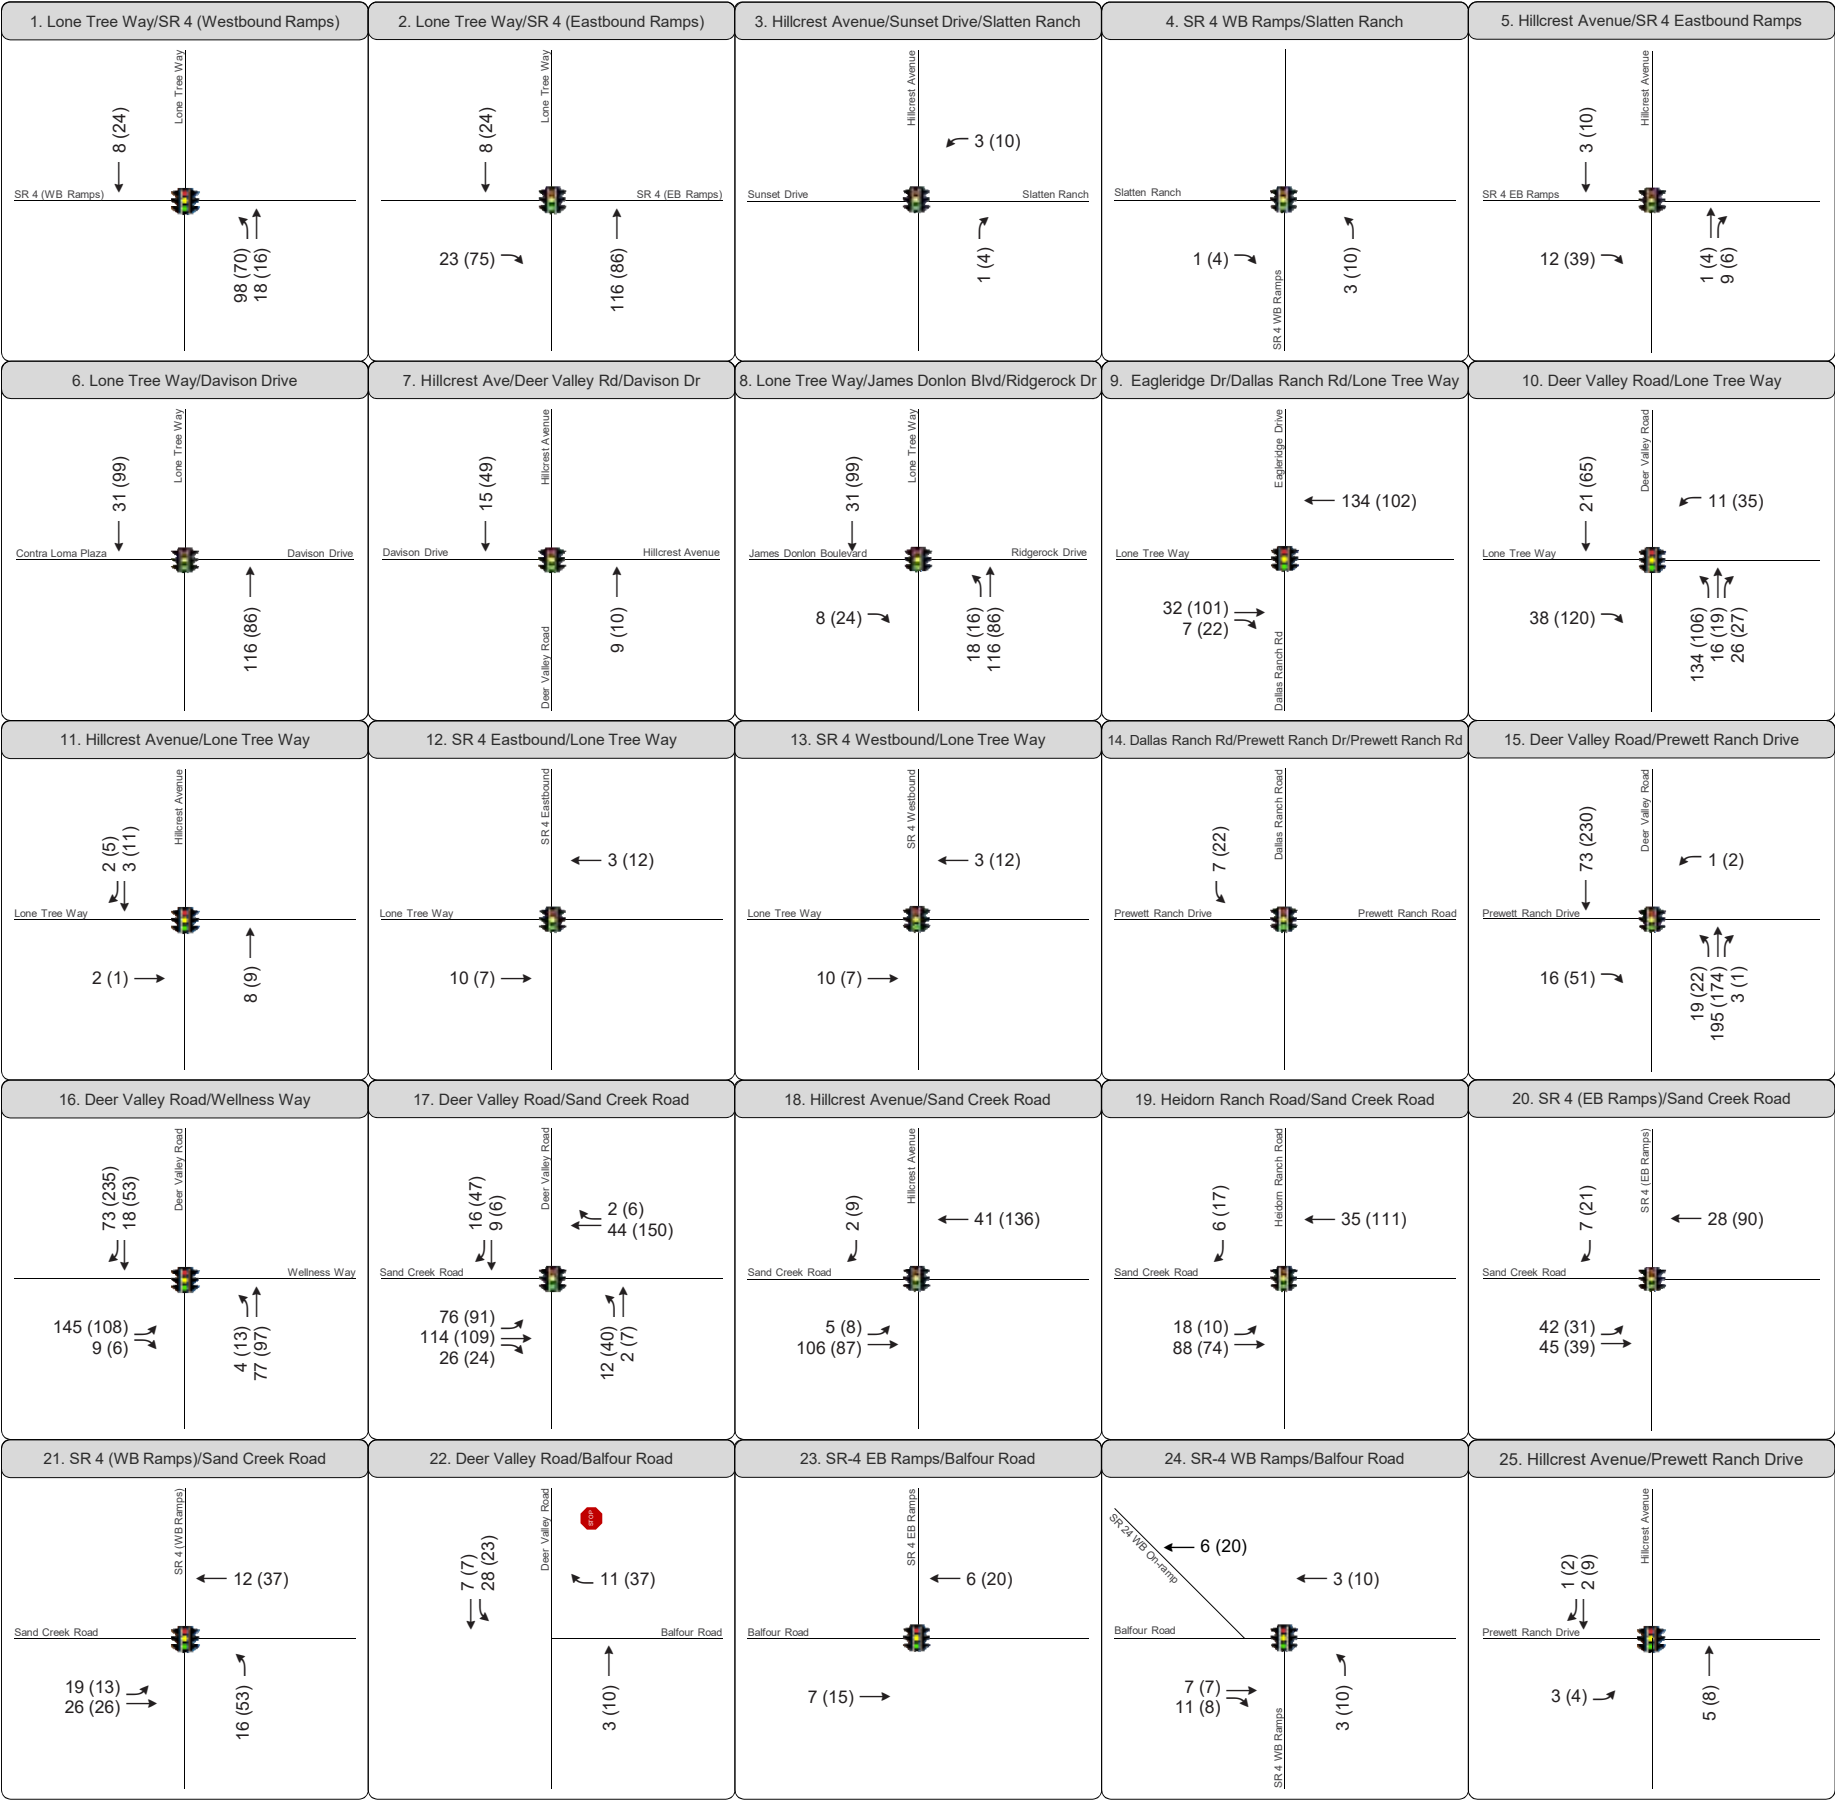 1. Lone Tree Way/SR 4 (Westbound Ramps)
Lone Tree Way
8 (24)
SR 4 (WB Ramps)
98 (70)
18 (16)
2. Lone Tree Way/SR 4 (Eastbound Ramps)
Lone Tree Way
8 (24)
SR 4 (EB Ramps)
23 (75)
116 (86)
3. Hillcrest Avenue/Sunset Drive/Slatten Ranch
Hillcrest Avenue
3 (10)
Sunset Drive
Slatten Ranch
1 (4)
4. SR 4 WB Ramps/Slatten Ranch
Slatten Ranch
1 (4)
3 (10)
SR 4 WB Ramps
5. Hillcrest Avenue/SR 4 Eastbound Ramps
Hillcrest Avenue
3 (10)
SR 4 EB Ramps
12 (39)
1 (4)
9 (6)
6. Lone Tree Way/Davison Drive
Lone Tree Way
31 (99)
Contra Loma Plaza
Davison Drive
116 (86)
7. Hillcrest Ave/Deer Valley Rd/Davison Dr
Hillcrest Avenue
15 (49)
Davison Drive
Hillcrest Avenue
9 (10)
Deer Valley Road
8. Lone Tree Way/James Donlon Blvd/Ridgerock Dr
Lone Tree Way
31 (99)
James Donlon Boulevard
Ridgerock Drive
8 (24)
18 (16)
116 (86)
9. Eagleridge Dr/Dallas Ranch Rd/Lone Tree Way
Eagleridge Drive
134 (102)
Lone Tree Way
32 (101)
7 (22)
Dallas Ranch Rd
10. Deer Valley Road/Lone Tree Way
Deer Valley Road
21 (65)
11 (35)
Lone Tree Way
38 (120)
134 (106)
16 (19)
26 (27)
11. Hillcrest Avenue/Lone Tree Way
Hillcrest Avenue
2 (5)
3 (11)
Lone Tree Way
2 (1)
8 (9)
12. SR 4 Eastbound/Lone Tree Way
SR 4 Eastbound
3 (12)
Lone Tree Way
10 (7)
13. SR 4 Westbound/Lone Tree Way
SR 4 Westbound
3 (12)
Lone Tree Way
10 (7)
14. Dallas Ranch Rd/Prewett Ranch Dr/Prewett Ranch Rd
Dallas Ranch Road
7 (22)
Prewett Ranch Drive
Prewett Ranch Road
15. Deer Valley Road/Prewett Ranch Drive
Deer Valley Road
73 (230)
1 (2)
Prewett Ranch Drive
16 (51)
19 (22)
195 (174)
3 (1)
16. Deer Valley Road/Wellness Way
Deer Valley Road
73 (235)
18 (53)
Wellness Way
145 (108)
9 (6)
4 (13)
77 (97)
17. Deer Valley Road/Sand Creek Road
Deer Valley Road
16 (47)
9 (6)
2 (6)
44 (150)
Sand Creek Road
76 (91)
114 (109)
26 (24)
12 (40)
2 (7)
18. Hillcrest Avenue/Sand Creek Road
Hillcrest Avenue
2 (9)
41 (136)
Sand Creek Road
5 (8)
106 (87)
19. Heidorn Ranch Road/Sand Creek Road
Heidorn Ranch Road
6 (17)
35 (111)
Sand Creek Road
18 (10)
88 (74)
20. SR 4 (EB Ramps)/Sand Creek Road
SR 4 (EB Ramps)
7 (21)
28 (90)
Sand Creek Road
42 (31)
45 (39)
21. SR 4 (WB Ramps)/Sand Creek Road
SR 4 (WB Ramps)
12 (37)
Sand Creek Road
19 (13)
26 (26)
16 (53)
22. Deer Valley Road/Balfour Road
Deer Valley Road
STOP
7 (7)
28 (23)
11 (37)
Balfour Road
3 (10)
23. SR-4 EB Ramps/Balfour Road
SR 4 EB Ramps
6 (20)
Balfour Road
7 (15)
24. SR-4 WB Ramps/Balfour Road
SR 24 WB On-ramp
6 (20)
3 (10)
Balfour Road
7 (7)
11 (8)
3 (10)
SR 4 WB Ramps
25. Hillcrest Avenue/Prewett Ranch Drive
Hillcrest Avenue
1 (2)
2 (9)
Prewett Ranch Drive
3 (4)
5 (8)